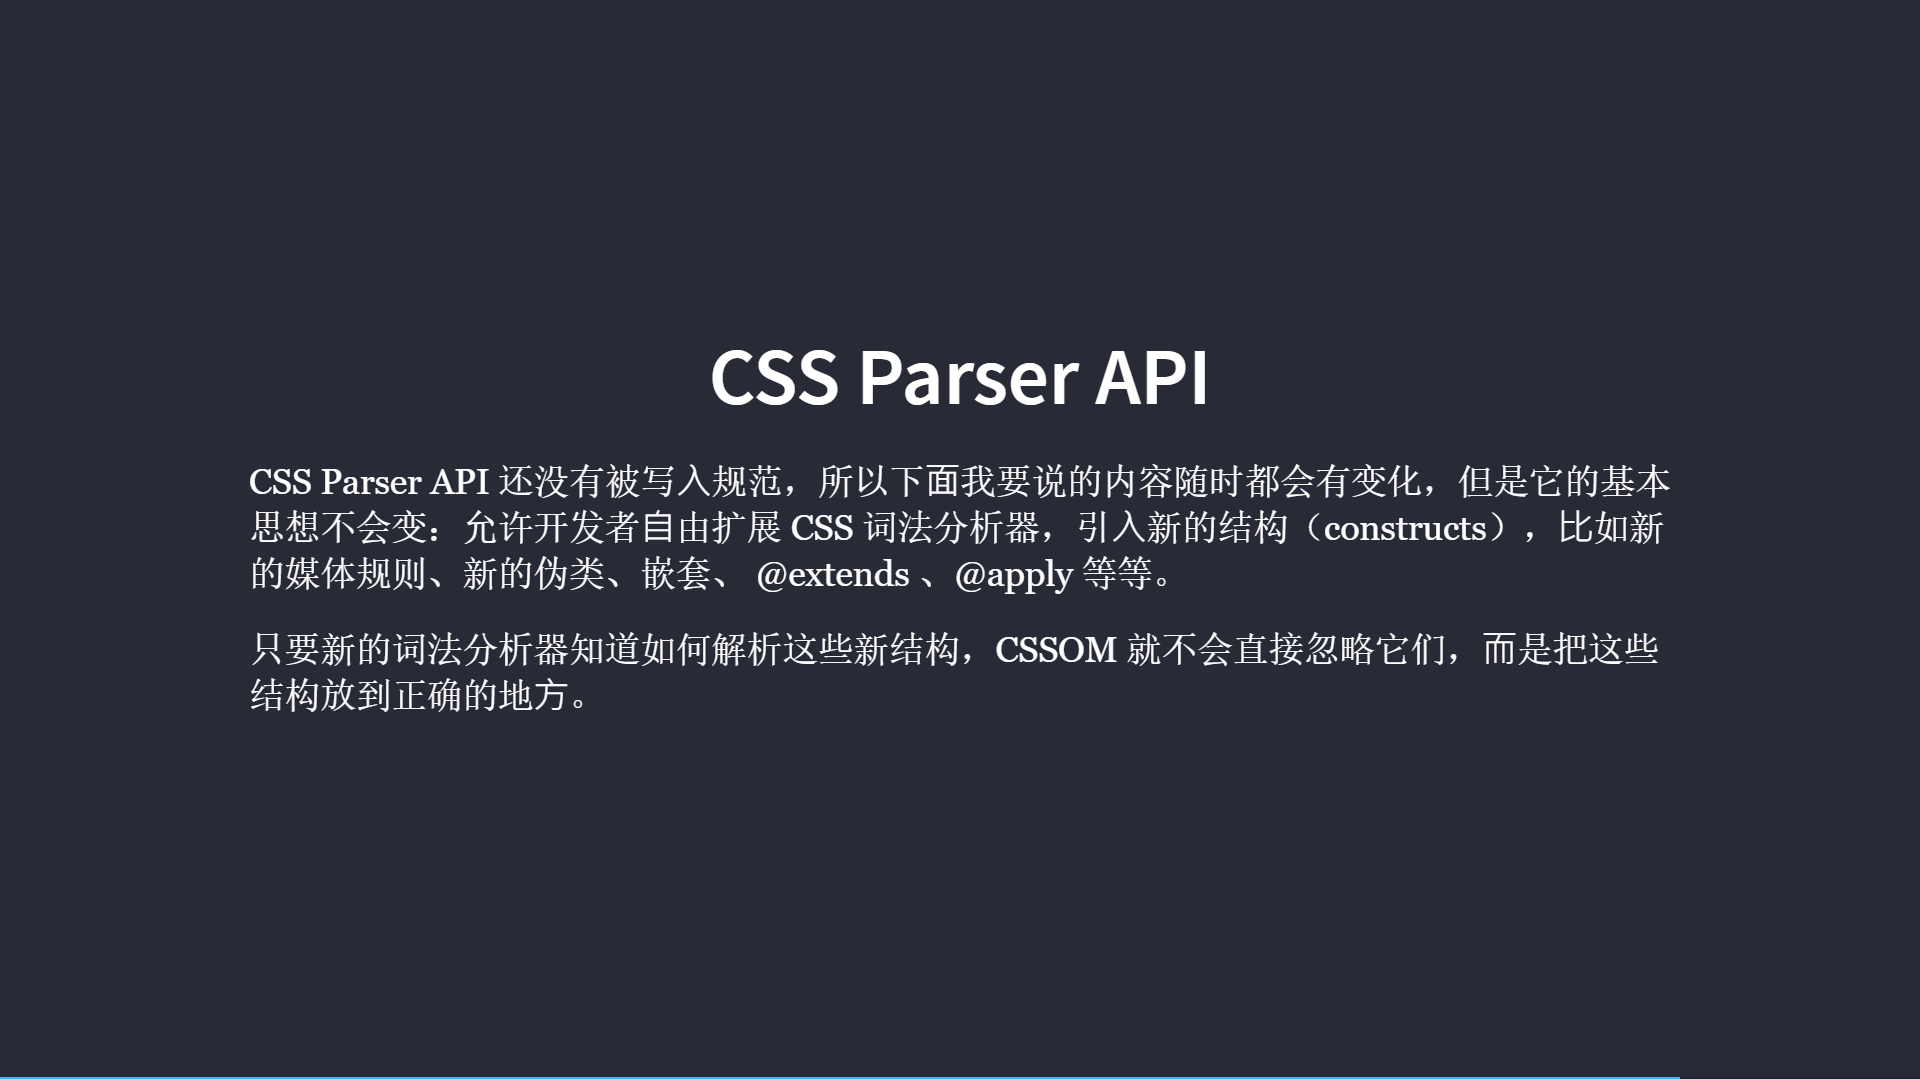 CSS Parser API
CSS Parser API 还没有被写入规范，所以下面我要说的内容随时都会有变化，但是它的基本
思想不会变：允许开发者自由扩展 CSS 词法分析器，引入新的结构（constructs），比如新
的媒体规则、新的伪类、嵌套、 @extends 、@apply 等等。
只要新的词法分析器知道如何解析这些新结构，CSSOM 就不会直接忽略它们，而是把这些
结构放到正确的地方。